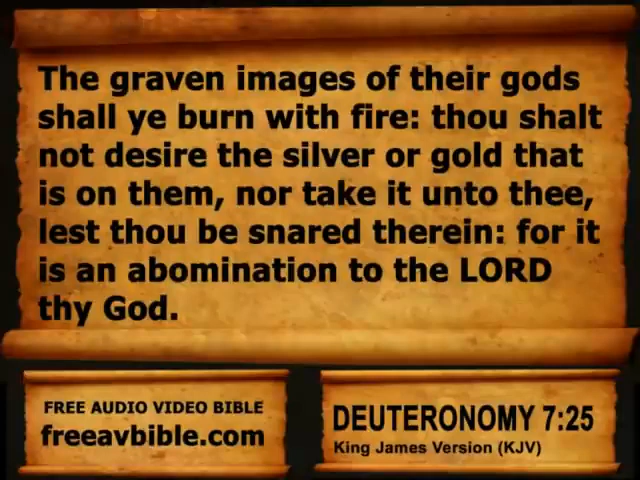 The graven images of their gods
shall ye burn with fire: thou shalt
not desire the silver or gold that
is on them, nor take it unto thee,
lest thou be snared therein: for it
is an abomination to the LORD
thy God.
FREE AUDIO VIDEO BIBLE
freeavbible.com
DEUTERONOMY 7:25
King James Version (KJV)